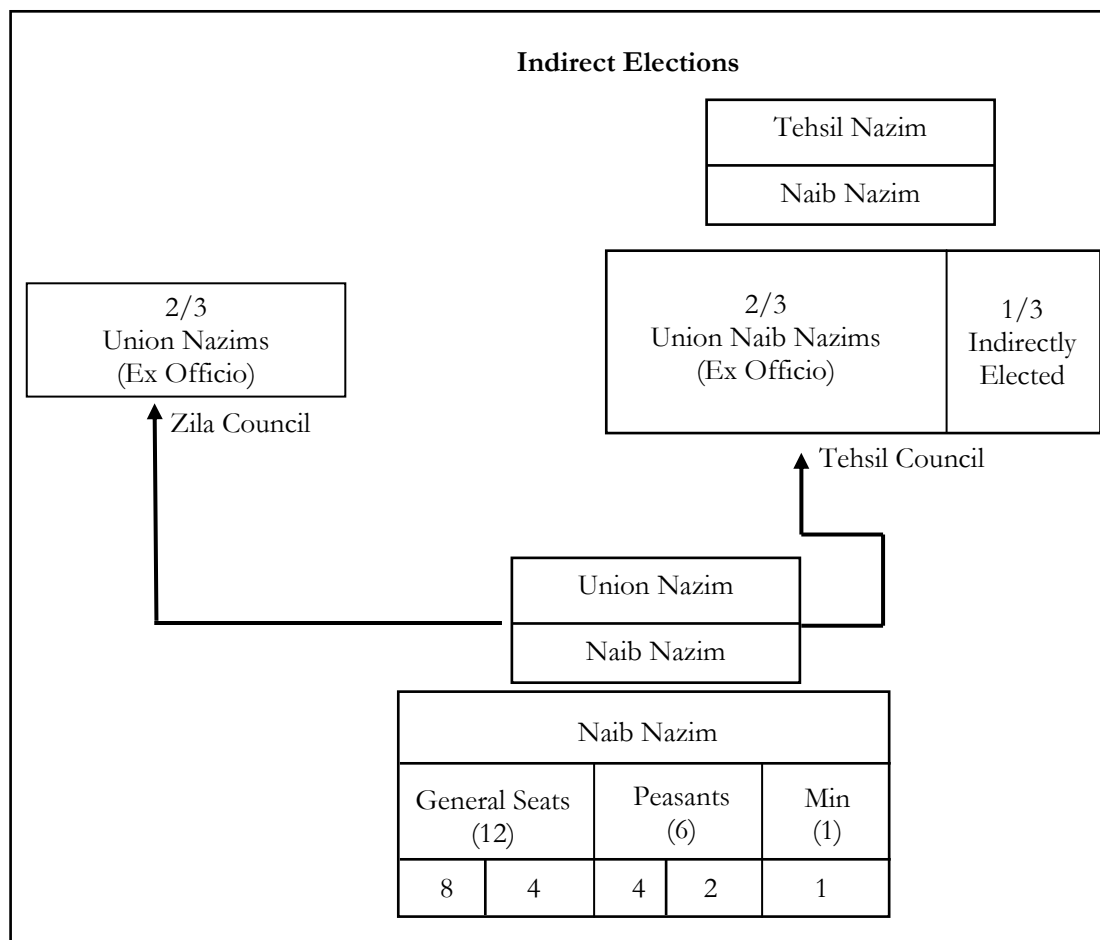 Indirect Elections
Tehsil Nazim
Naib Nazim
2/3
Union Nazims
(Ex Officio)
2/3
Union Naib Nazims
(Ex Officio)
1/3
Indirectly
Elected
Zila Council
Tehsil Council
Union Nazim
Naib Nazim
Naib Nazim
General Seats
(12)
Peasants
(6)
Min
(1)
8
4
4
2
1